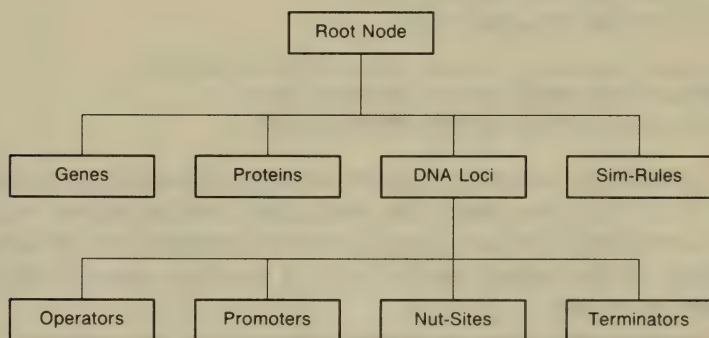 Root Node
Genes
Proteins
DNA Loci
Sim-Rules
Operators
Promoters
Nut-Sites
Terminators